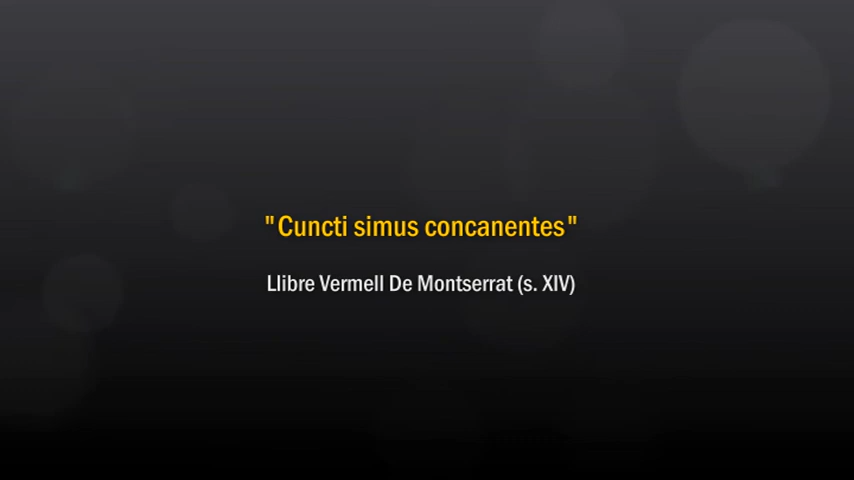 "Cuncti simus concanentes"
Llibre Vermell De Montserrat (s. XIV)